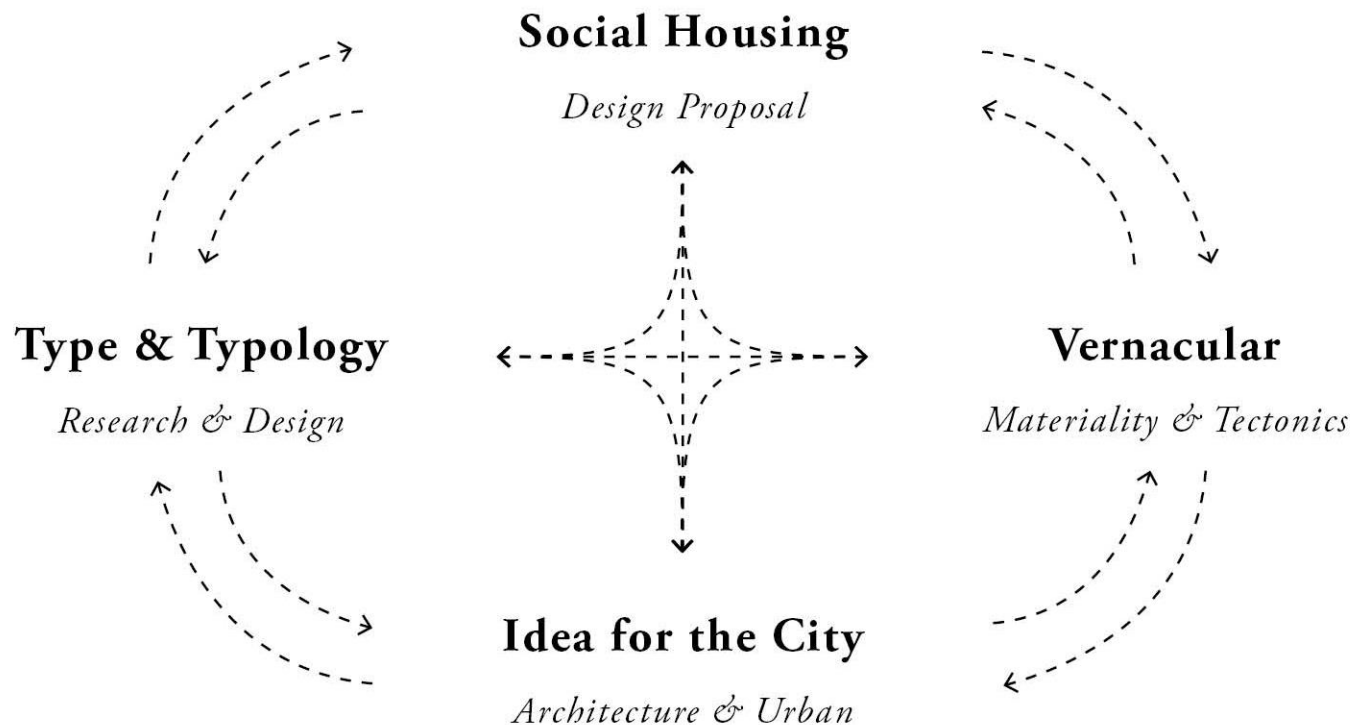 Social Housing
Design Proposal
Type & Typology
Research & Design
Vernacular
Materiality & Tectonics
Idea for the City
Architecture & Urban